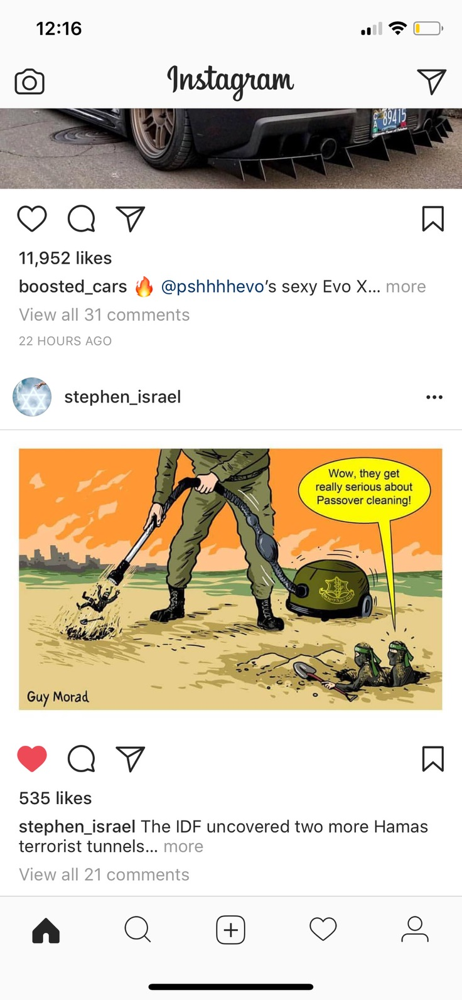 12:16
Instagram
89415
11,952 likes
boosted_cars 🔥 @pshhhhevo's sexy Evo X... more
View all 31 comments
22 HOURS AGO
stephen_israel
Wow, they get
really serious about
Passover cleaning!
Guy Morad
535 likes
stephen_israel The IDF uncovered two more Hamas
terrorist tunnels... more
View all 21 comments